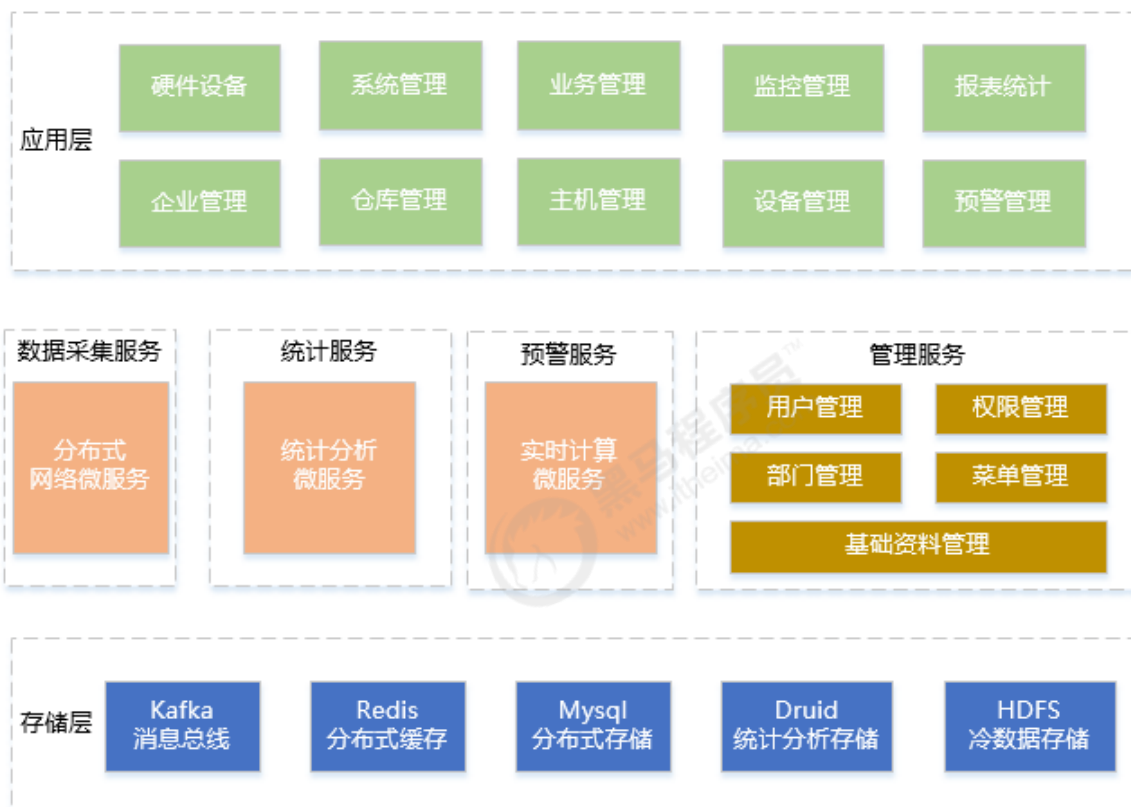 应用层
硬件设备
系统管理
业务管理
监控管理
报表统计
企业管理
仓库管理
主机管理
设备管理
预警管理
数据采集服务
分布式
网络微服务
统计服务
统计分析
微服务
预警服务
实时计算
微服务
管理服务
用户管理
权限管理
部门管理
菜单管理
基础资料管理
黑马程序员™
存储层
Kafka
消息总线
Redis
分布式缓存
Mysql
分布式存储
Druid
统计分析存储
HDFS
冷数据存储